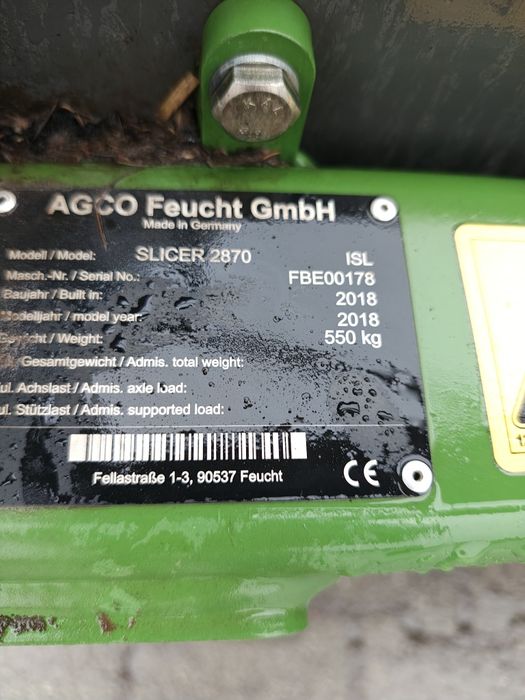 AGCO Feucht GmbH
Made in Germany
Modell / Model: SLICER 2870 ISL
Masch.-Nr. / Serial No.: FBE00178
Baujahr / Built in: 2018
Modelljahr / model year: 2018
Gewicht / Weight: 550 kg
Gesamtgewicht / Admis. total weight:
ul. Achslast / Admis. axle load:
ul. Stützlast / Admis. supported load:
Fellastraße 1-3, 90537 Feucht
CE